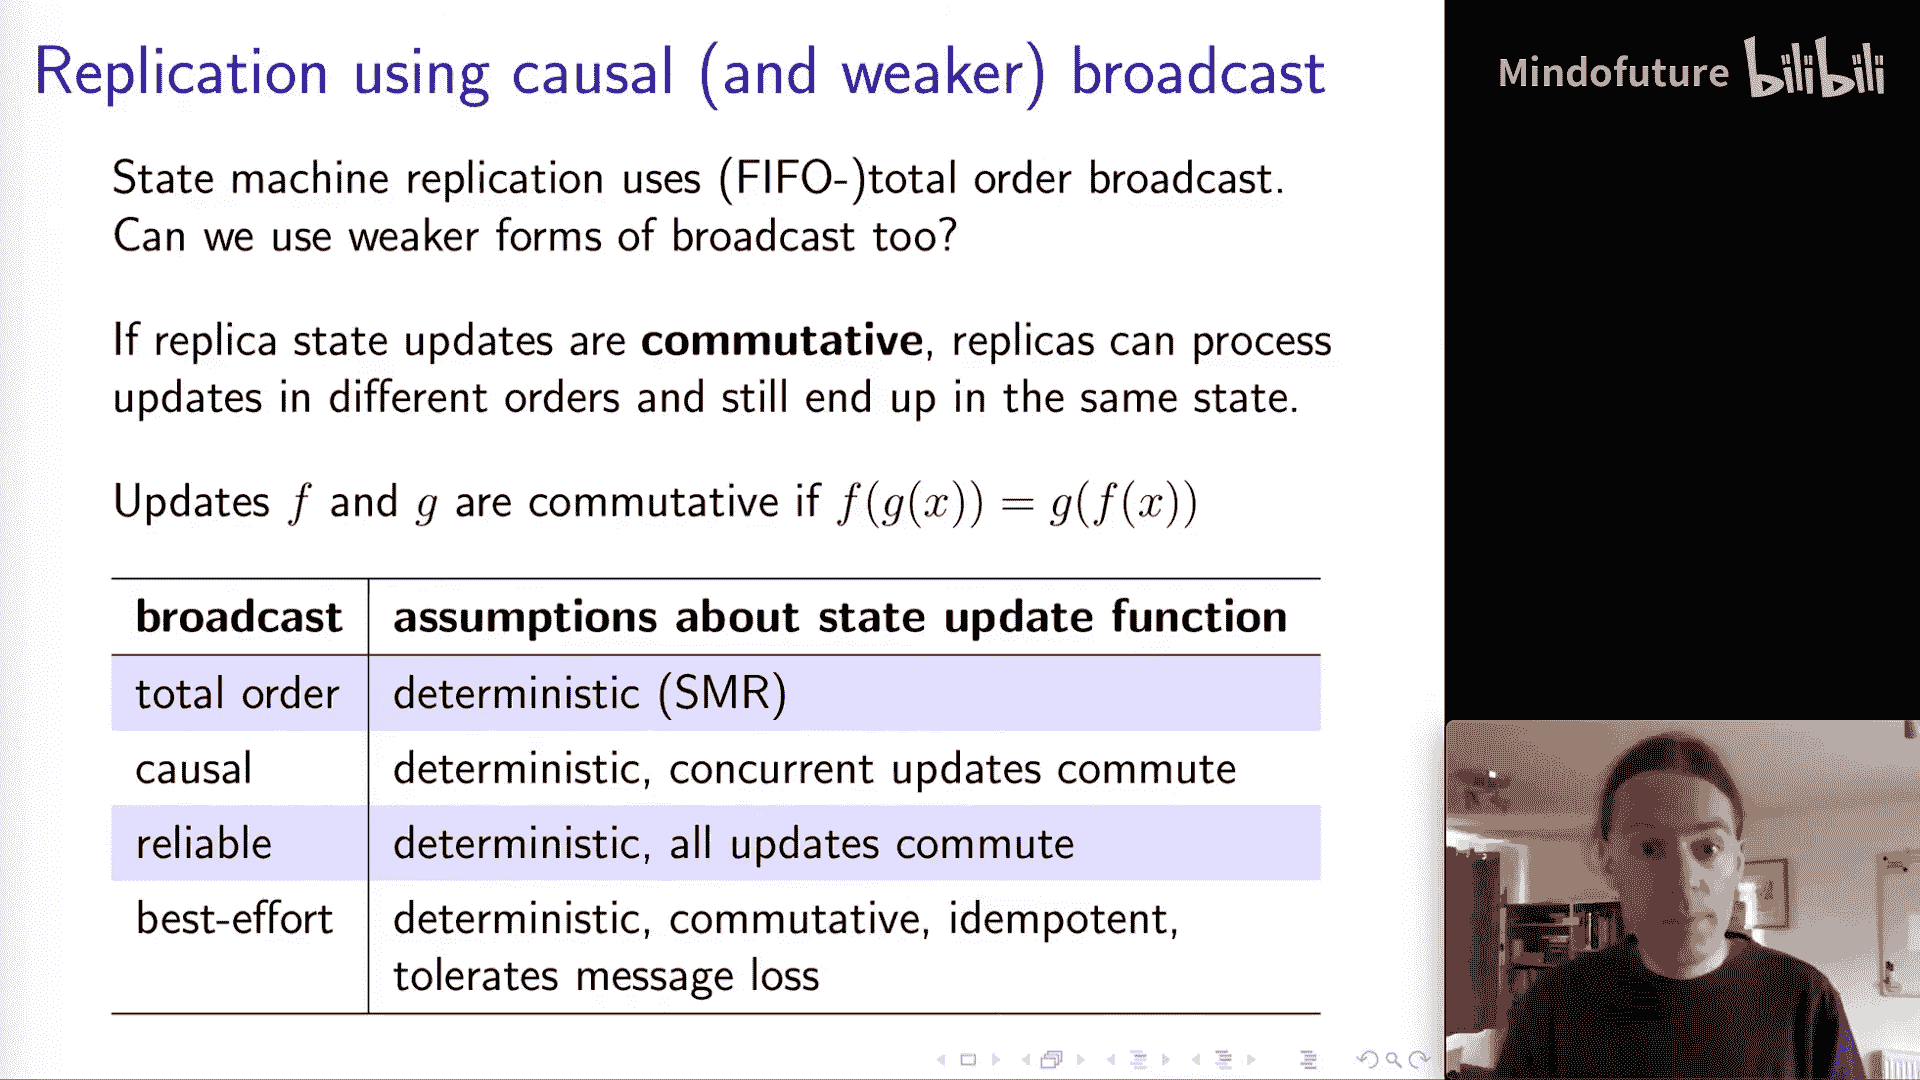 Replication using causal (and weaker) broadcast
Mindofuture bilibili
State machine replication uses (FIFO-)total order broadcast.
Can we use weaker forms of broadcast too?
If replica state updates are commutative, replicas can process
updates in different orders and still end up in the same state.
Updates f and g are commutative if f(g(x)) = g(f(x))
broadcast assumptions about state update function
total order deterministic (SMR)
causal deterministic, concurrent updates commute
reliable deterministic, all updates commute
best-effort deterministic, commutative, idempotent,
tolerates message loss